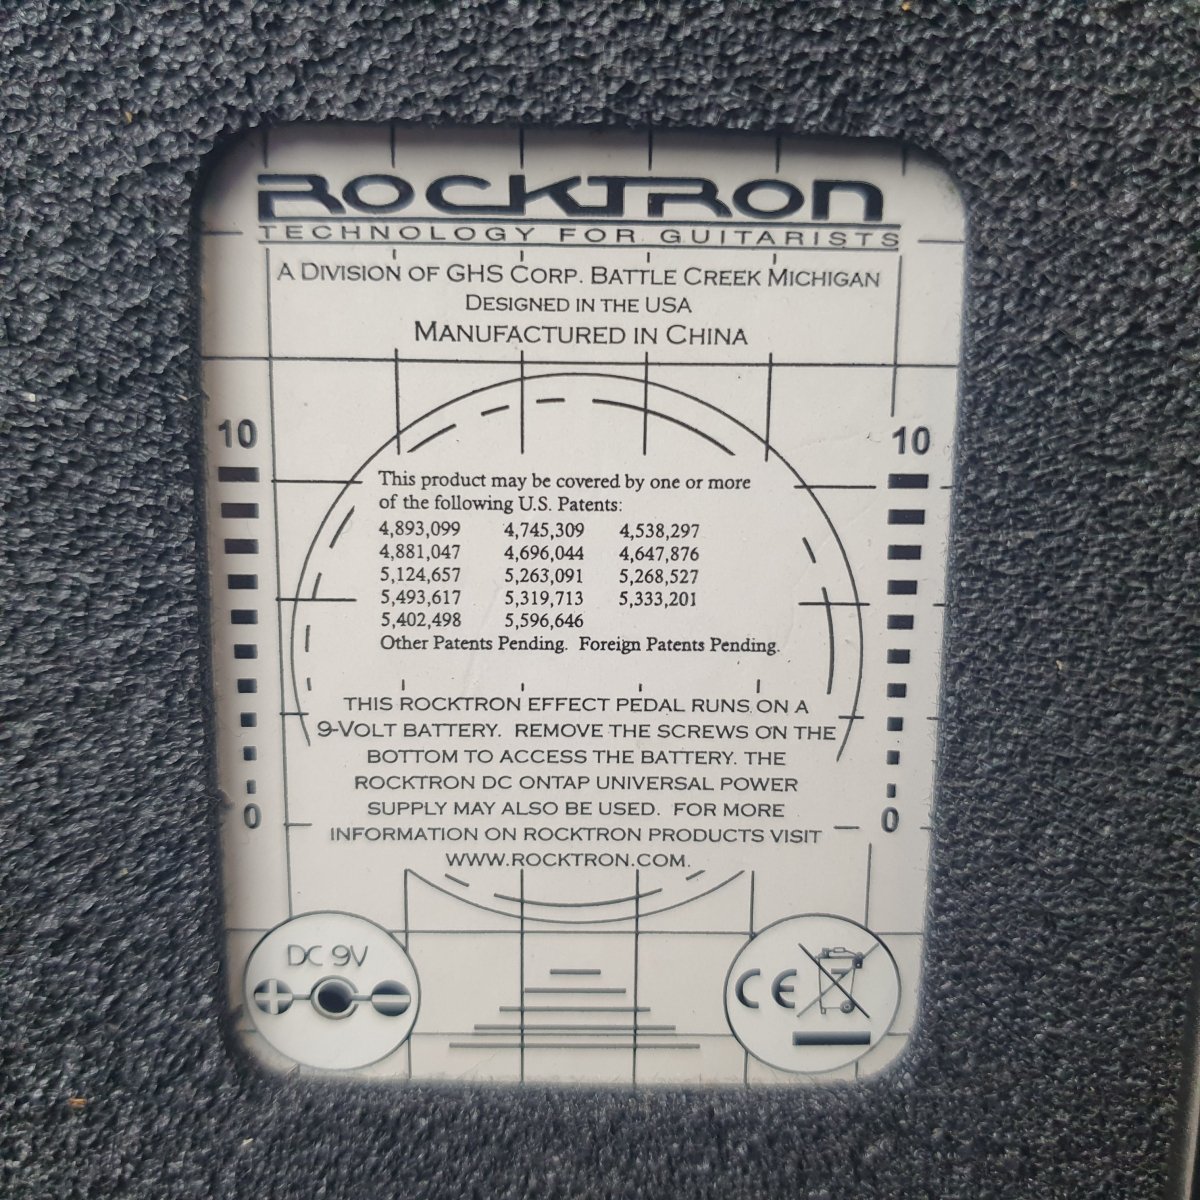 ROCKTRON
TECHNOLOGY FOR GUITARISTS
A DIVISION OF GHS CORP. BATTLE CREEK MICHIGAN
DESIGNED IN THE USA
MANUFACTURED IN CHINA
10 10
This product may be covered by one or more
of the following U.S. Patents:
4,893,099 4,745,309 4,538,297
4,881,047 4,696,044 4,647,876
5,124,657 5,263,091 5,268,527
5,493,617 5,319,713 5,333,201
5,402,498 5,596,646
Other Patents Pending. Foreign Patents Pending.
THIS ROCKTRON EFFECT PEDAL RUNS ON A
9-VOLT BATTERY. REMOVE THE SCREWS ON THE
BOTTOM TO ACCESS THE BATTERY. THE
ROCKTRON DC ONTAP UNIVERSAL POWER
SUPPLY MAY ALSO BE USED. FOR MORE
0 0
INFORMATION ON ROCKTRON PRODUCTS VISIT
WWW.ROCKTRON.COM.
DC 9V
+ −
CE